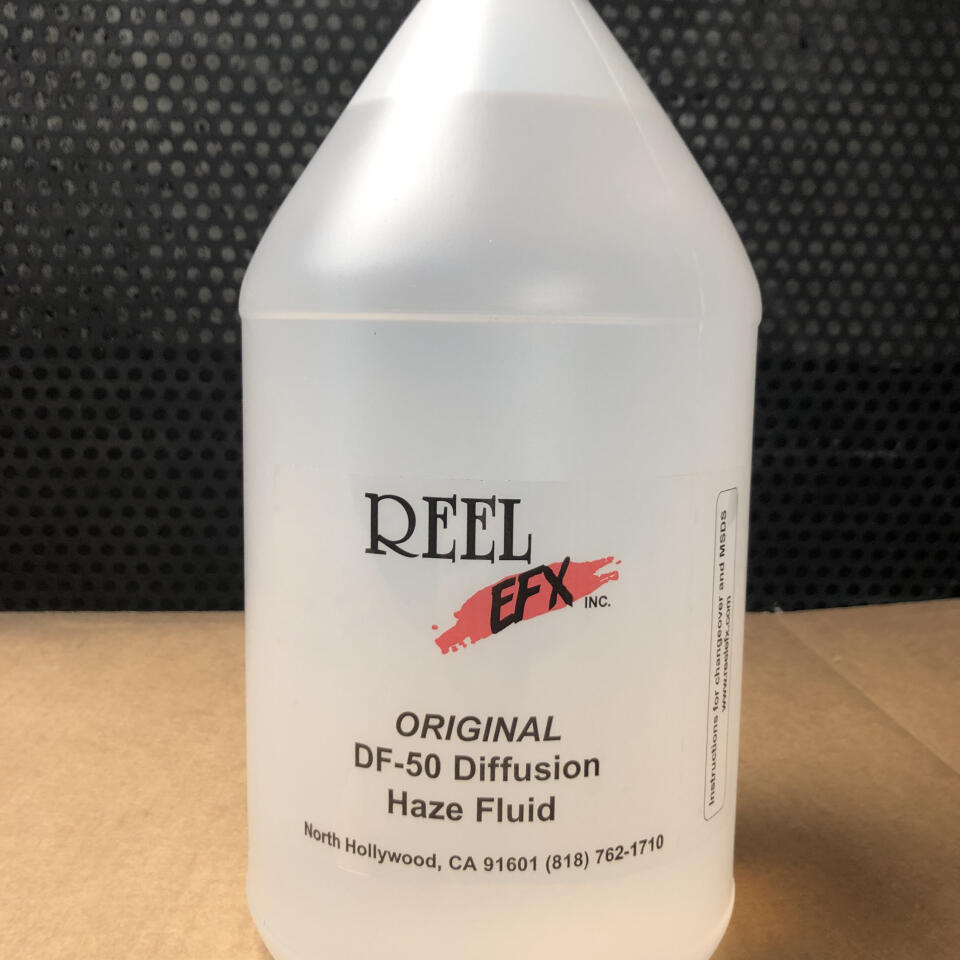 REEL
EFX INC.
ORIGINAL
DF-50 Diffusion
Haze Fluid
North Hollywood, CA 91601 (818) 762-1710
Instructions for changeover and MSDS
www.reelefx.com